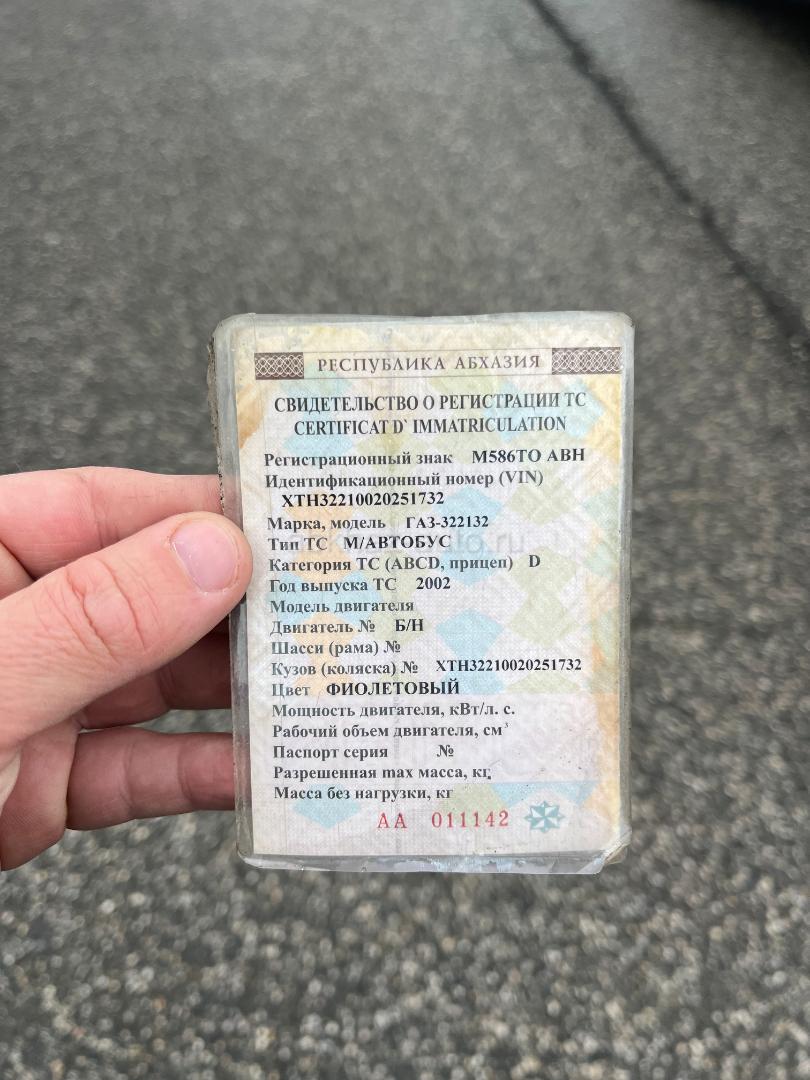 РЕСПУБЛИКА АБХАЗИЯ
СВИДЕТЕЛЬСТВО О РЕГИСТРАЦИИ ТС
CERTIFICAT D` IMMATRICULATION
Регистрационный знак М586ТО АВН
Идентификационный номер (VIN)
XTH32210020251732
Марка, модель ГАЗ-322132
Тип ТС М/АВТОБУС
Категория ТС (ABCD, прицеп) D
Год выпуска ТС 2002
Модель двигателя
Двигатель № Б/Н
Шасси (рама) №
Кузов (коляска) № XTH32210020251732
Цвет ФИОЛЕТОВЫЙ
Мощность двигателя, кВт/л. с.
Рабочий объем двигателя, см³
Паспорт серия №
Разрешенная max масса, кг
Масса без нагрузки, кг
АА 011142